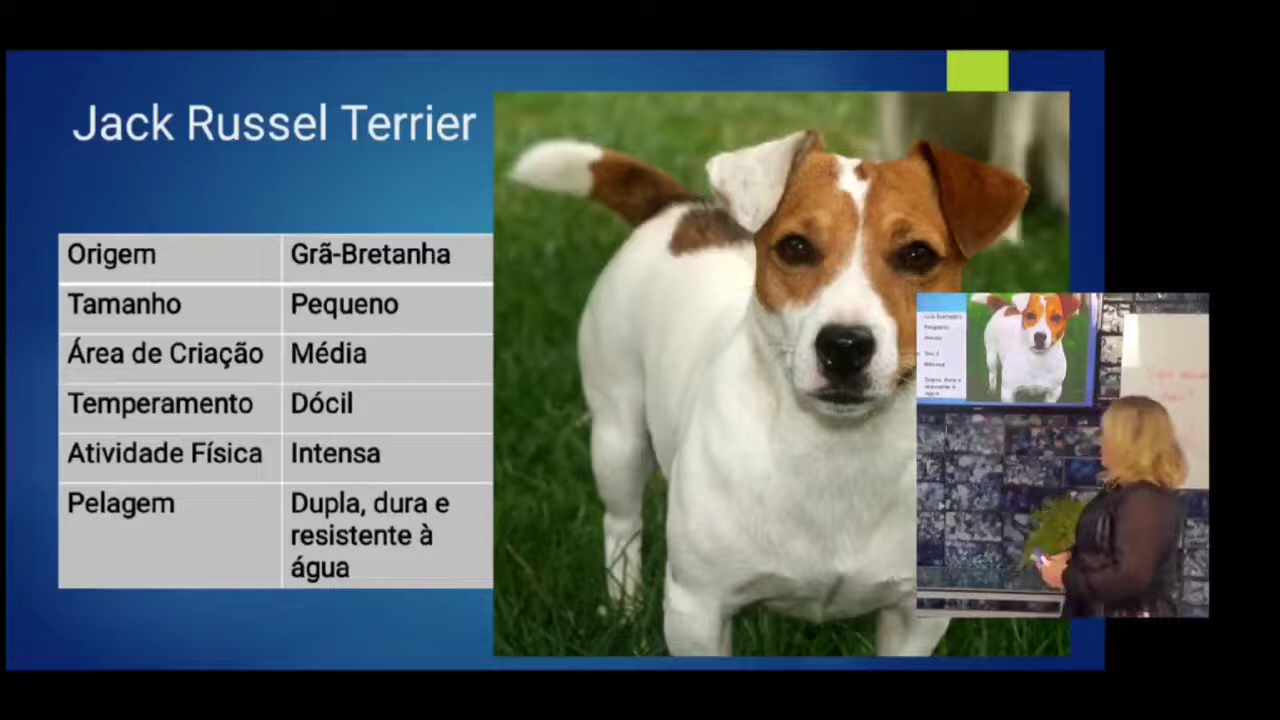 Jack Russel Terrier
Origem Grã-Bretanha
Tamanho Pequeno
Área de Criação Média
Temperamento Dócil
Atividade Física Intensa
Pelagem Dupla, dura e
resistente à
água